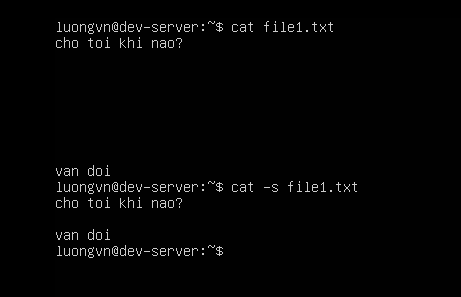 luongvn@dev-server:~$ cat file1.txt
cho toi khi nao?
van doi
luongvn@dev-server:~$ cat -s file1.txt
cho toi khi nao?
van doi
luongvn@dev-server:~$